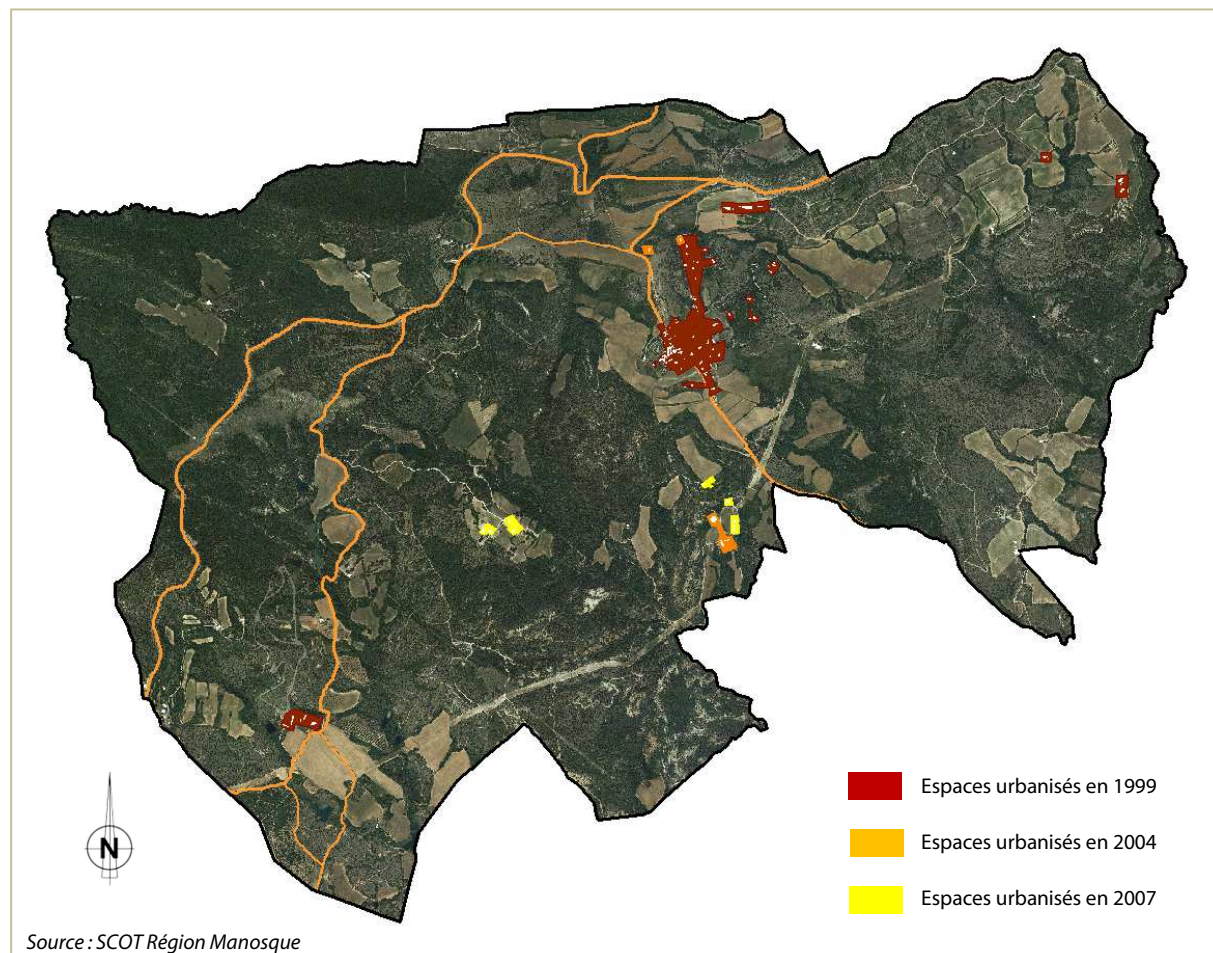 N
Espaces urbanisés en 1999
Espaces urbanisés en 2004
Espaces urbanisés en 2007
Source : SCOT Région Manosque